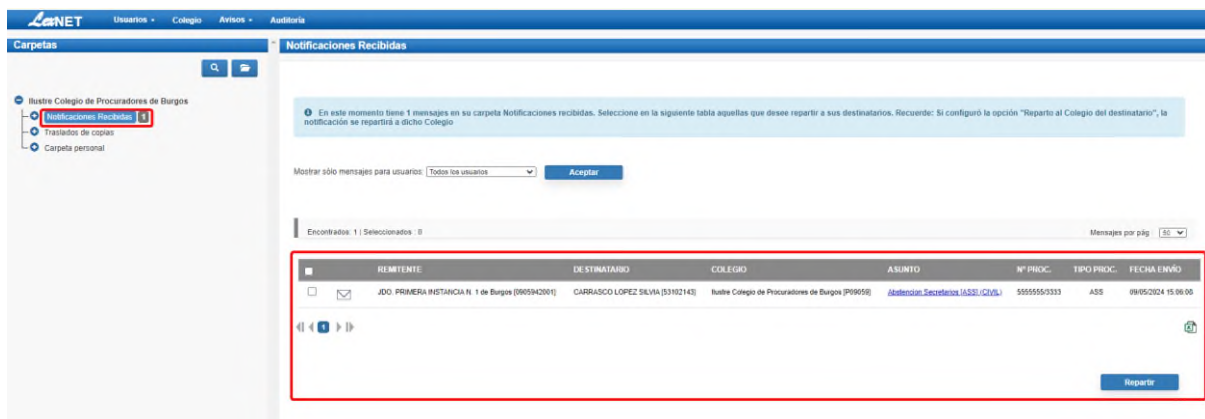 LexNET Usuarios Colegio Avisos Auditoría
Carpetas
Ilustre Colegio de Procuradores de Burgos
Notificaciones Recibidas 1
Traslados de copias
Carpeta personal
Notificaciones Recibidas
En este momento tiene 1 mensajes en su carpeta Notificaciones recibidas. Seleccione en la siguiente tabla aquellas que desee repartir a sus destinatarios. Recuerde: Si configuró la opción "Reparto al Colegio del destinatario", la
notificación se repartirá a dicho Colegio
Mostrar sólo mensajes para usuarios: Todos los usuarios Aceptar
Encontrados: 1 | Seleccionados : 0 Mensajes por pág 50
REMITENTE DESTINATARIO COLEGIO ASUNTO Nº PROC. TIPO PROC. FECHA ENVÍO
JDO. PRIMERA INSTANCIA N. 1 de Burgos [0905942001] CARRASCO LOPEZ SILVIA [53102143] Ilustre Colegio de Procuradores de Burgos [P09059] Abstencion Secretarios [ASS] (CIVIL) 5555555/3333 ASS 09/05/2024 15:06:08
1
Repartir